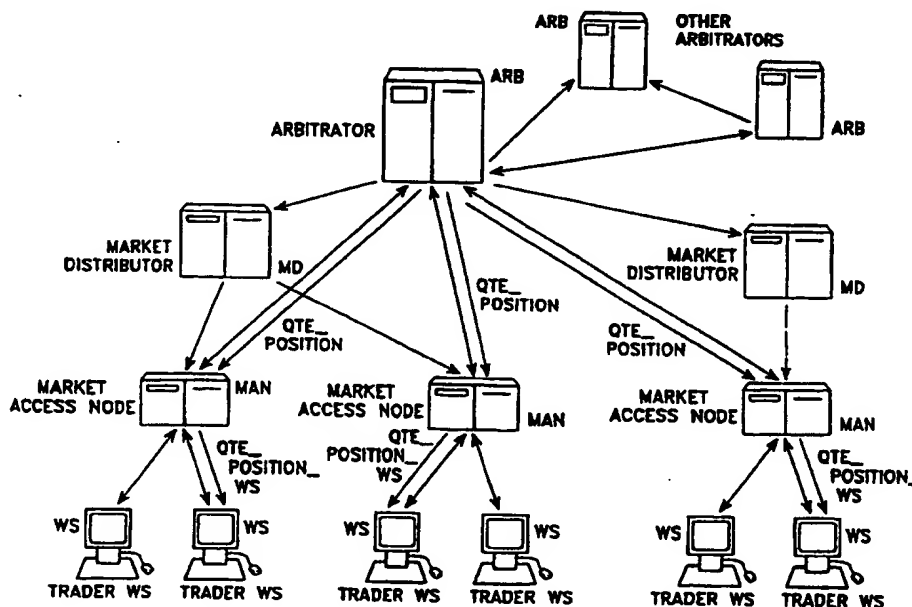 ARB
OTHER
ARBITRATORS
ARB
ARBITRATOR
ARB
MARKET
DISTRIBUTOR
MD
MARKET
DISTRIBUTOR
MD
QTE_
POSITION
QTE_
POSITION
QTE_
POSITION
MARKET
ACCESS NODE
MAN
MARKET
ACCESS NODE
MAN
MARKET
ACCESS NODE
MAN
QTE_
POSITION_
WS
QTE_
POSITION_
WS
QTE_
POSITION_
WS
WS
WS
WS
WS
WS
WS
TRADER WS
TRADER WS
TRADER WS
TRADER WS
TRADER WS
TRADER WS